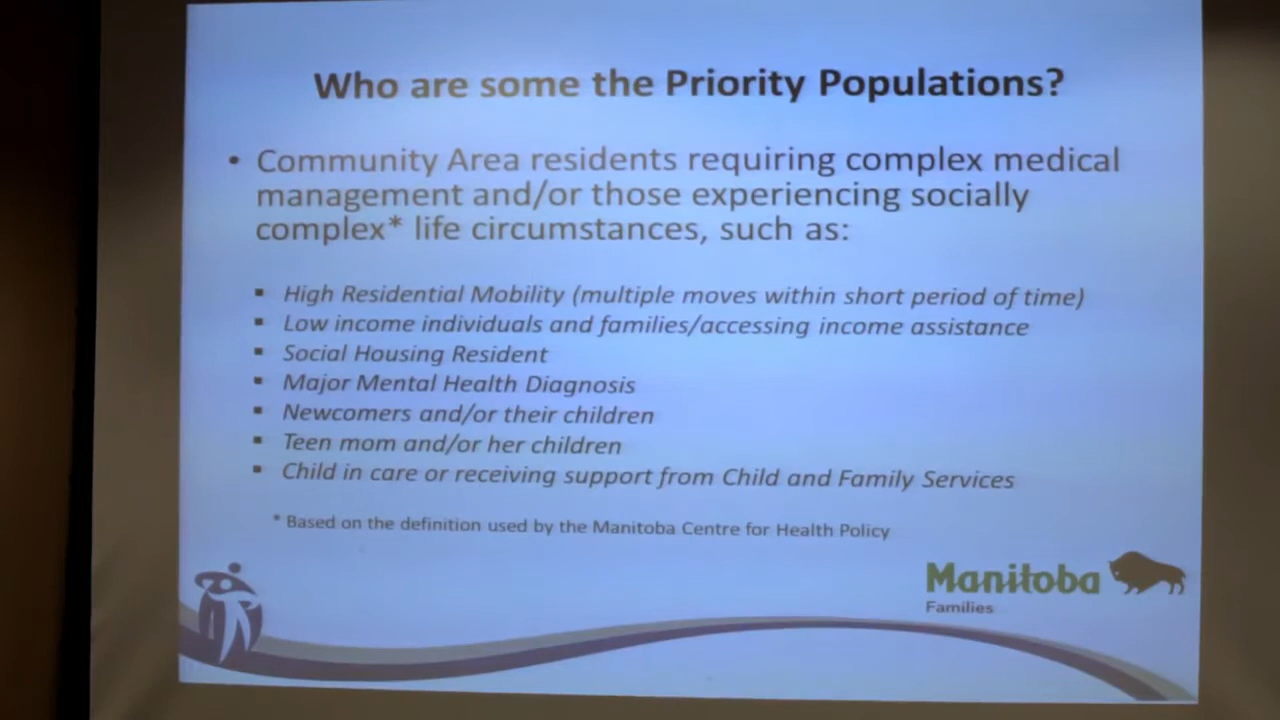 Who are some the Priority Populations?
• Community Area residents requiring complex medical
management and/or those experiencing socially
complex* life circumstances, such as:
▪ High Residential Mobility (multiple moves within short period of time)
▪ Low income individuals and families/accessing income assistance
▪ Social Housing Resident
▪ Major Mental Health Diagnosis
▪ Newcomers and/or their children
▪ Teen mom and/or her children
▪ Child in care or receiving support from Child and Family Services
* Based on the definition used by the Manitoba Centre for Health Policy
Manitoba
Families